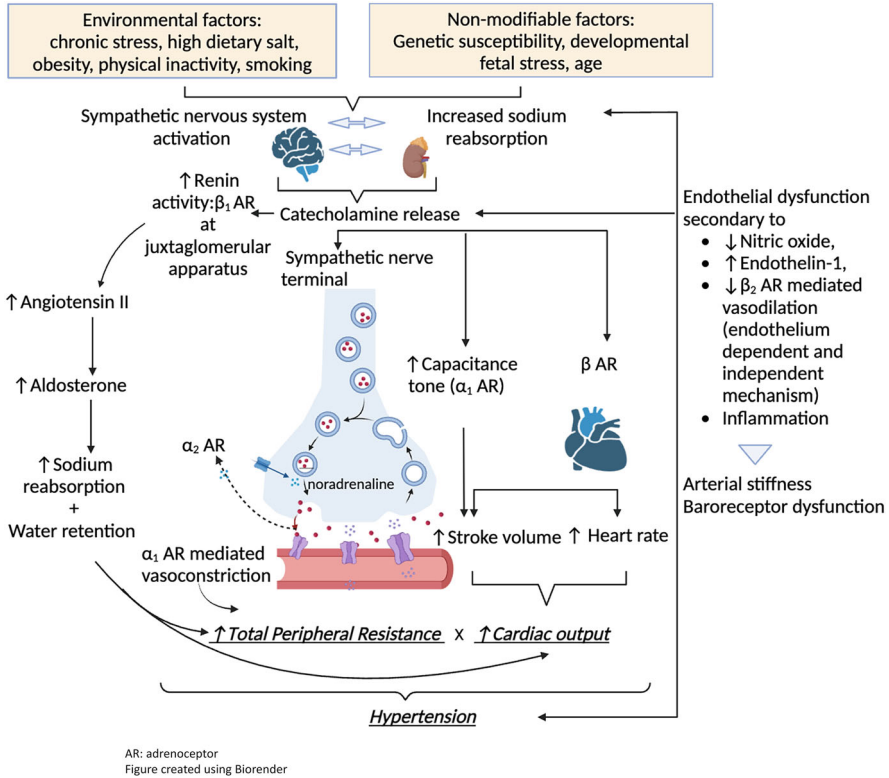 Environmental factors:
chronic stress, high dietary salt,
obesity, physical inactivity, smoking
Non-modifiable factors:
Genetic susceptibility, developmental
fetal stress, age
Sympathetic nervous system
activation
Increased sodium
reabsorption
↑ Renin
activity:β₁ AR
at
juxtaglomerular
apparatus
Catecholamine release
Endothelial dysfunction
secondary to
• ↓ Nitric oxide,
• ↑ Endothelin-1,
• ↓ β₂ AR mediated
vasodilation
(endothelium
dependent and
independent
mechanism)
• Inflammation
Arterial stiffness
Baroreceptor dysfunction
Sympathetic nerve
terminal
↑ Angiotensin II
↑ Aldosterone
↑ Sodium
reabsorption
+
Water retention
↑ Capacitance
tone (α₁ AR)
β AR
α₂ AR
noradrenaline
↑ Stroke volume
↑ Heart rate
α₁ AR mediated
vasoconstriction
↑ Total Peripheral Resistance x ↑ Cardiac output
Hypertension
AR: adrenoceptor
Figure created using Biorender